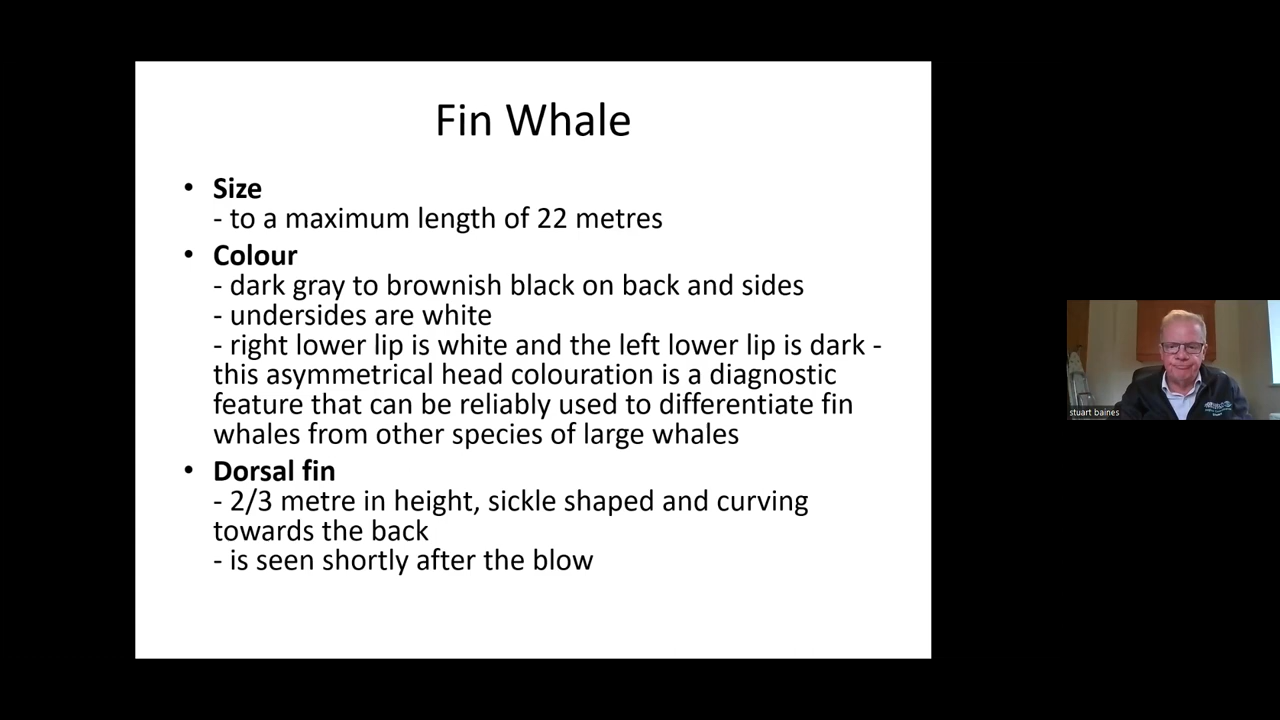 Fin Whale
• Size
- to a maximum length of 22 metres
• Colour
- dark gray to brownish black on back and sides
- undersides are white
- right lower lip is white and the left lower lip is dark -
this asymmetrical head colouration is a diagnostic
feature that can be reliably used to differentiate fin
whales from other species of large whales
• Dorsal fin
- 2/3 metre in height, sickle shaped and curving
towards the back
- is seen shortly after the blow
stuart baines